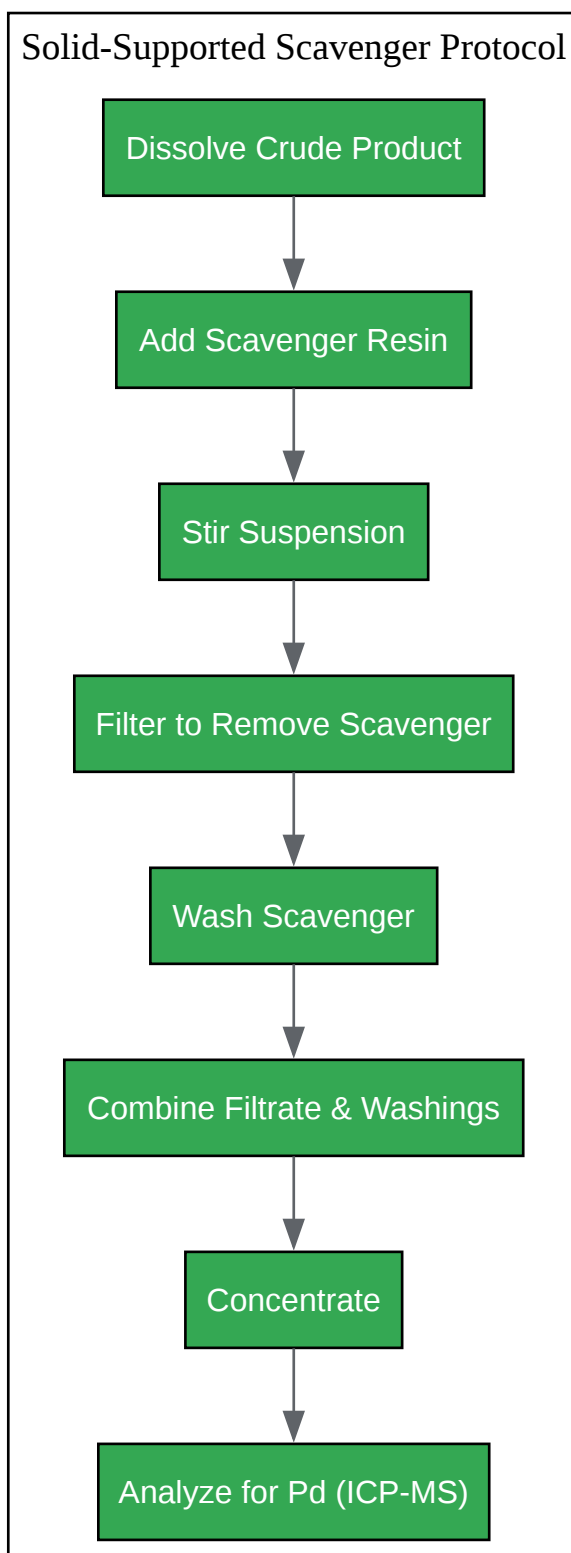 Solid-Supported Scavenger Protocol
Dissolve Crude Product
Add Scavenger Resin
Stir Suspension
Filter to Remove Scavenger
Wash Scavenger
Combine Filtrate & Washings
Concentrate
Analyze for Pd (ICP-MS)